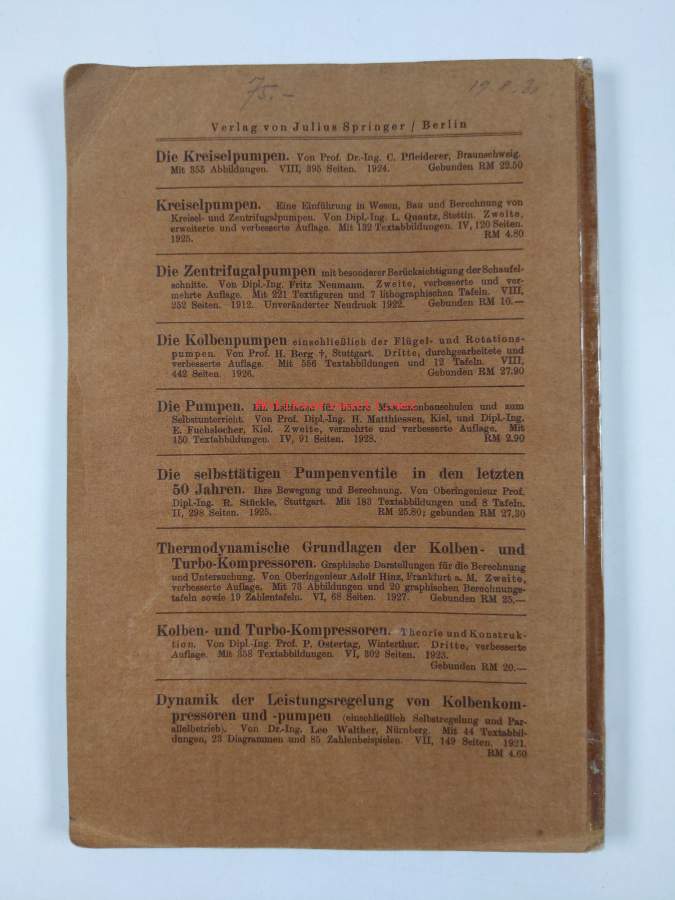 75.-
Verlag von Julius Springer / Berlin
Die Kreiselpumpen. Von Prof. Dr.-Ing. C. Pfleiderer, Braunschweig.
Mit 355 Abbildungen. VIII, 395 Seiten. 1924. Gebunden RM 22.50
Kreiselpumpen. Eine Einführung in Wesen, Bau und Berechnung von
Kreisel- und Zentrifugalpumpen. Von Dipl.-Ing. L. Quantz, Stettin. Zweite,
erweiterte und verbesserte Auflage. Mit 132 Textabbildungen. IV, 120 Seiten.
1925. RM 4.80
Die Zentrifugalpumpen mit besonderer Berücksichtigung der Schaufel-
schnitte. Von Dipl.-Ing. Fritz Neumann. Zweite, verbesserte und ver-
mehrte Auflage. Mit 221 Textfiguren und 7 lithographischen Tafeln. VIII,
252 Seiten. 1912. Unveränderter Neudruck 1922. Gebunden RM 10.—
Die Kolbenpumpen einschließlich der Flügel- und Rotations-
pumpen. Von Prof. H. Berg †, Stuttgart. Dritte, durchgearbeitete und
verbesserte Auflage. Mit 556 Textabbildungen und 12 Tafeln. VIII,
442 Seiten. 1926. Gebunden RM 27.90
Die Pumpen. Ein Leitfaden für höhere Maschinenbauschulen und zum
Selbstunterricht. Von Prof. Dipl.-Ing. H. Matthiessen, Kiel, und Dipl.-Ing.
E. Fuchslocher, Kiel. Zweite, vermehrte und verbesserte Auflage. Mit
150 Textabbildungen. IV, 91 Seiten. 1928. RM 2.90
Die selbsttätigen Pumpenventile in den letzten
50 Jahren. Ihre Bewegung und Berechnung. Von Oberingenieur Prof.
Dipl.-Ing. R. Stückle, Stuttgart. Mit 183 Textabbildungen und 8 Tafeln.
II, 298 Seiten. 1925. RM 25.80; gebunden RM 27,30
Thermodynamische Grundlagen der Kolben- und
Turbo-Kompressoren. Graphische Darstellungen für die Berechnung
und Untersuchung. Von Oberingenieur Adolf Hinz, Frankfurt a. M. Zweite,
verbesserte Auflage. Mit 73 Abbildungen und 20 graphischen Berechnungs-
tafeln sowie 19 Zahlentafeln. VI, 68 Seiten. 1927. Gebunden RM 25.—
Kolben- und Turbo-Kompressoren. Theorie und Konstruk-
tion. Von Dipl.-Ing. Prof. P. Ostertag, Winterthur. Dritte, verbesserte
Auflage. Mit 358 Textabbildungen. VI, 302 Seiten. 1923.
Gebunden RM 20.—
Dynamik der Leistungsregelung von Kolbenkom-
pressoren und -pumpen (einschließlich Selbstregelung und Par-
allelbetrieb). Von Dr.-Ing. Leo Walther, Nürnberg. Mit 44 Textabbil-
dungen, 23 Diagrammen und 85 Zahlenbeispielen. VII, 149 Seiten. 1921.
RM 4.60